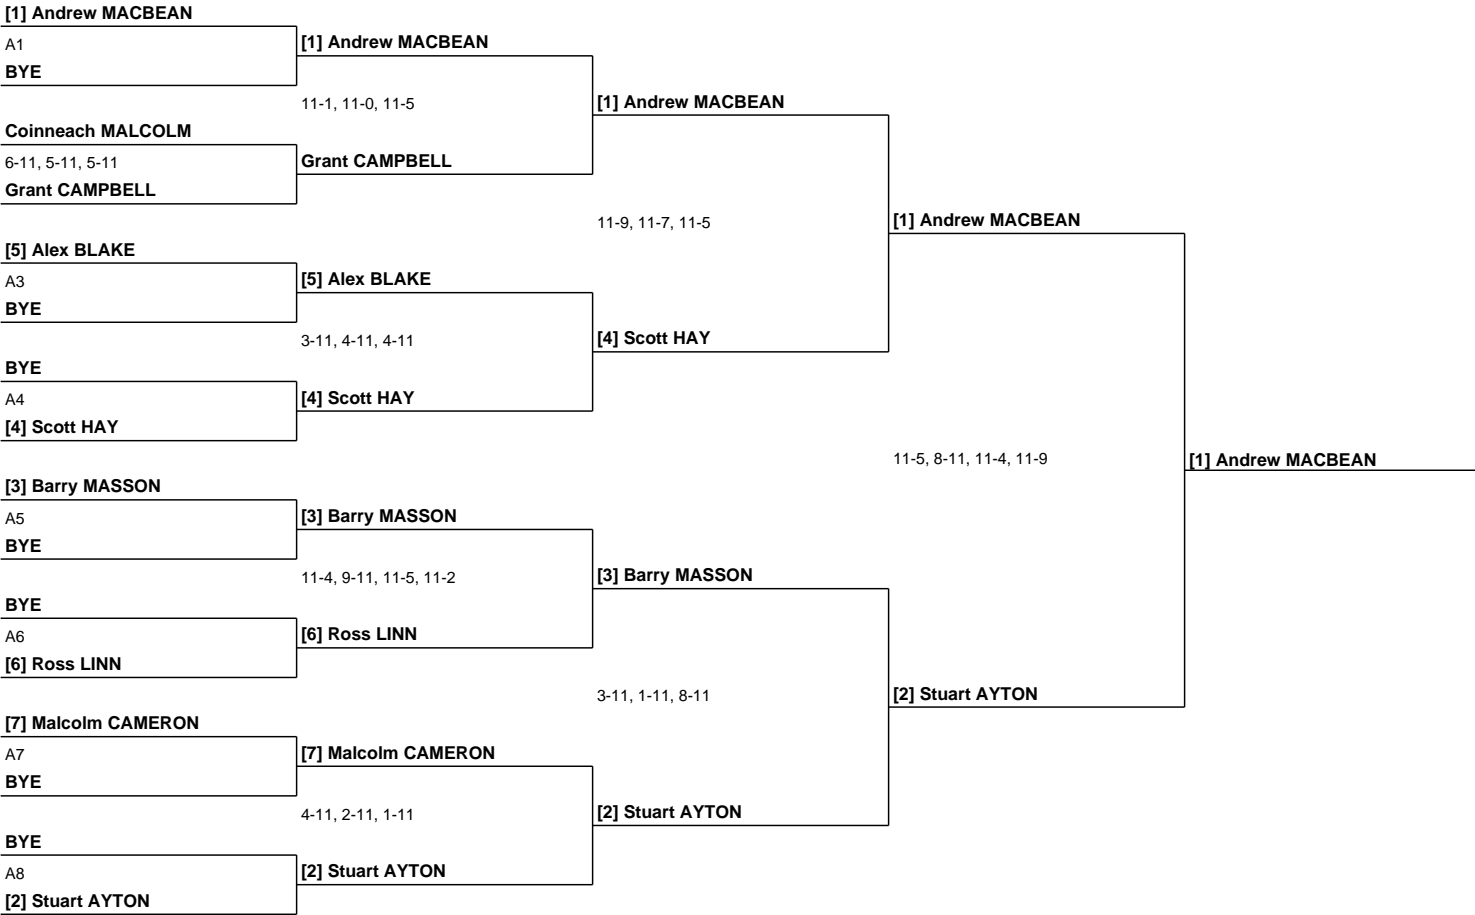 [1] Andrew MACBEAN
A1
BYE
Coinneach MALCOLM
6-11, 5-11, 5-11
Grant CAMPBELL
[5] Alex BLAKE
A3
BYE
BYE
A4
[4] Scott HAY
[3] Barry MASSON
A5
BYE
BYE
A6
[6] Ross LINN
[7] Malcolm CAMERON
A7
BYE
BYE
A8
[2] Stuart AYTON
[1] Andrew MACBEAN
11-1, 11-0, 11-5
Grant CAMPBELL
[5] Alex BLAKE
3-11, 4-11, 4-11
[4] Scott HAY
[3] Barry MASSON
11-4, 9-11, 11-5, 11-2
[6] Ross LINN
[7] Malcolm CAMERON
4-11, 2-11, 1-11
[2] Stuart AYTON
[1] Andrew MACBEAN
11-9, 11-7, 11-5
[4] Scott HAY
[3] Barry MASSON
3-11, 1-11, 8-11
[2] Stuart AYTON
[1] Andrew MACBEAN
11-5, 8-11, 11-4, 11-9
[2] Stuart AYTON
[1] Andrew MACBEAN